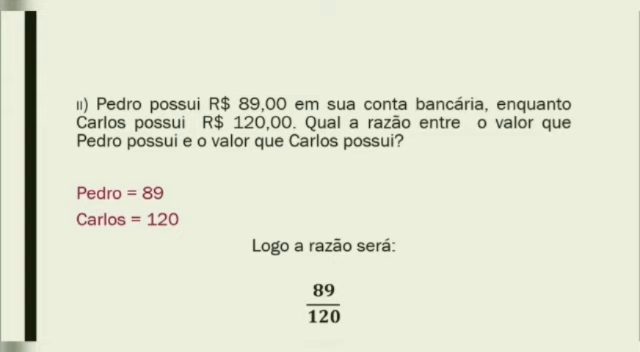 II) Pedro possui R$ 89,00 em sua conta bancária, enquanto
Carlos possui R$ 120,00. Qual a razão entre o valor que
Pedro possui e o valor que Carlos possui?
Pedro = 89
Carlos = 120
Logo a razão será:
89
120